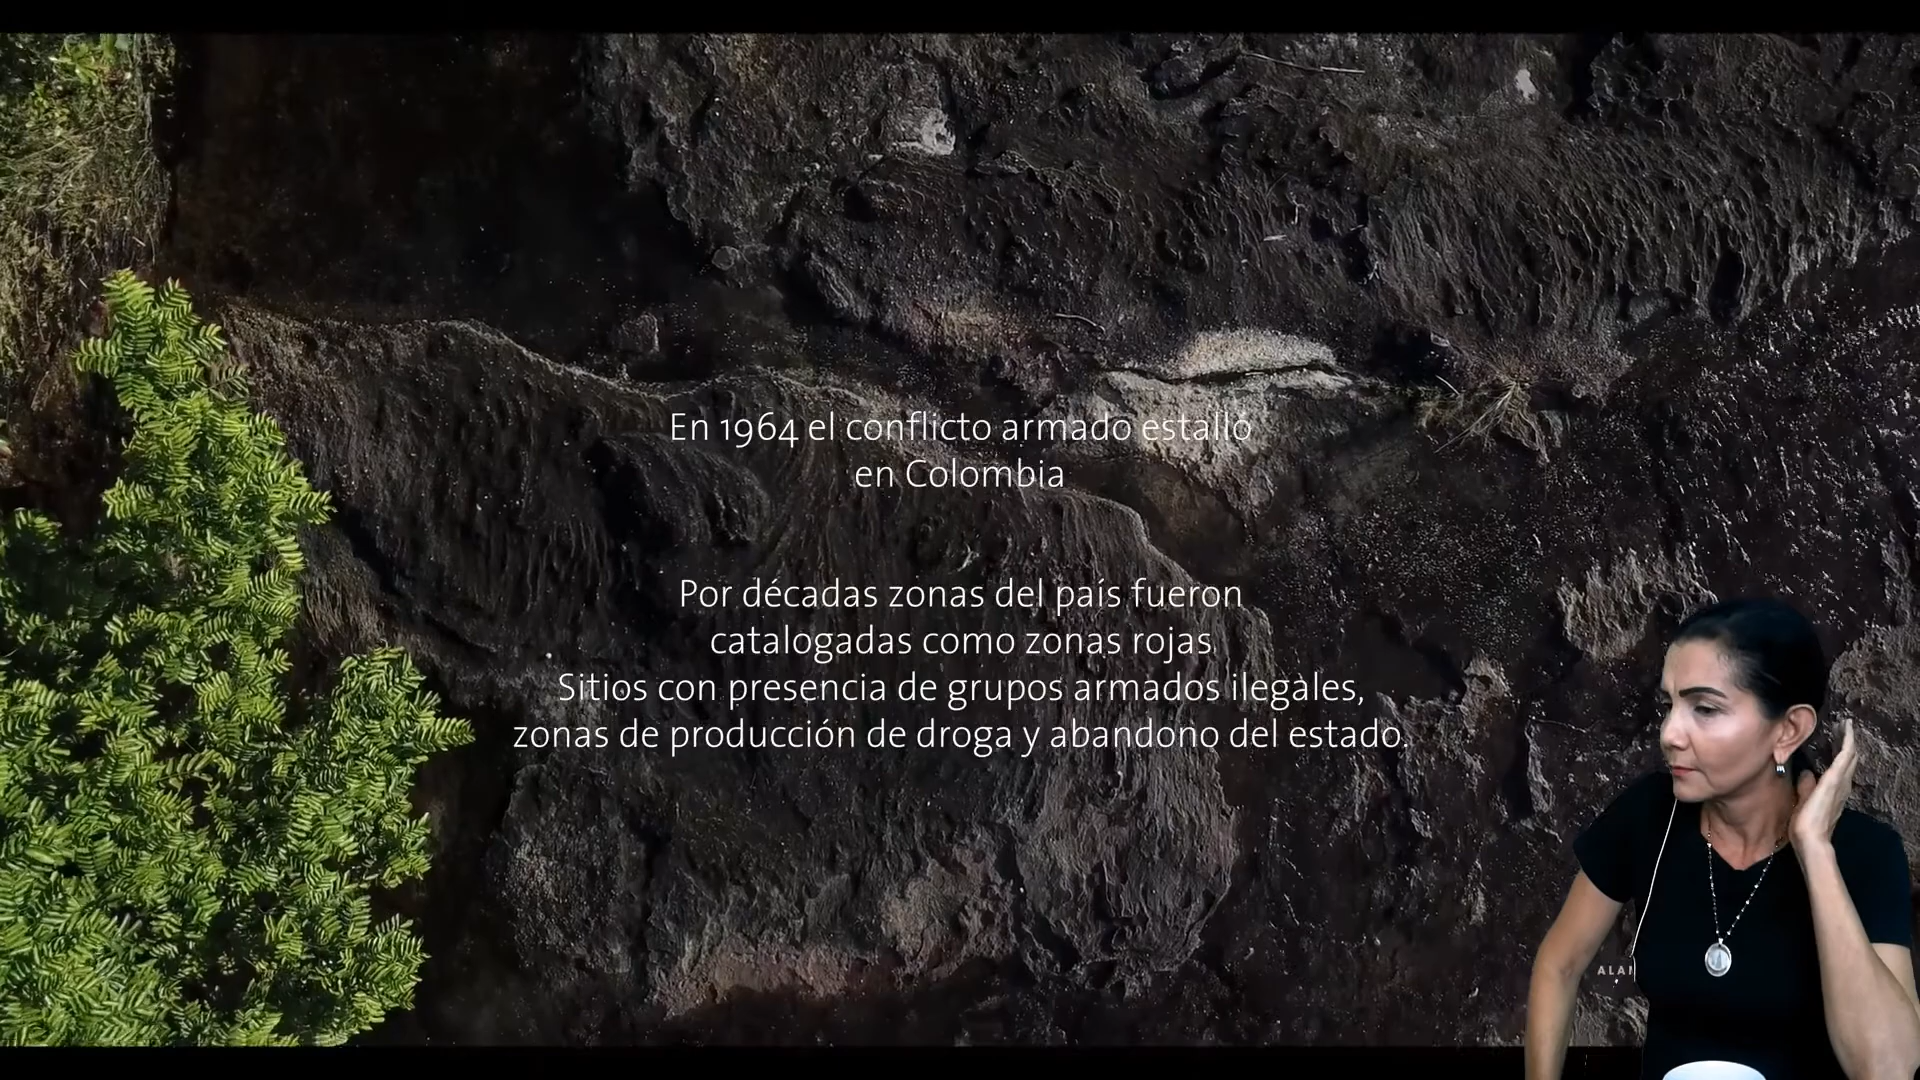 En 1964 el conflicto armado estalló
en Colombia
Por décadas zonas del país fueron
catalogadas como zonas rojas
Sitios con presencia de grupos armados ilegales,
zonas de producción de droga y abandono del estado.